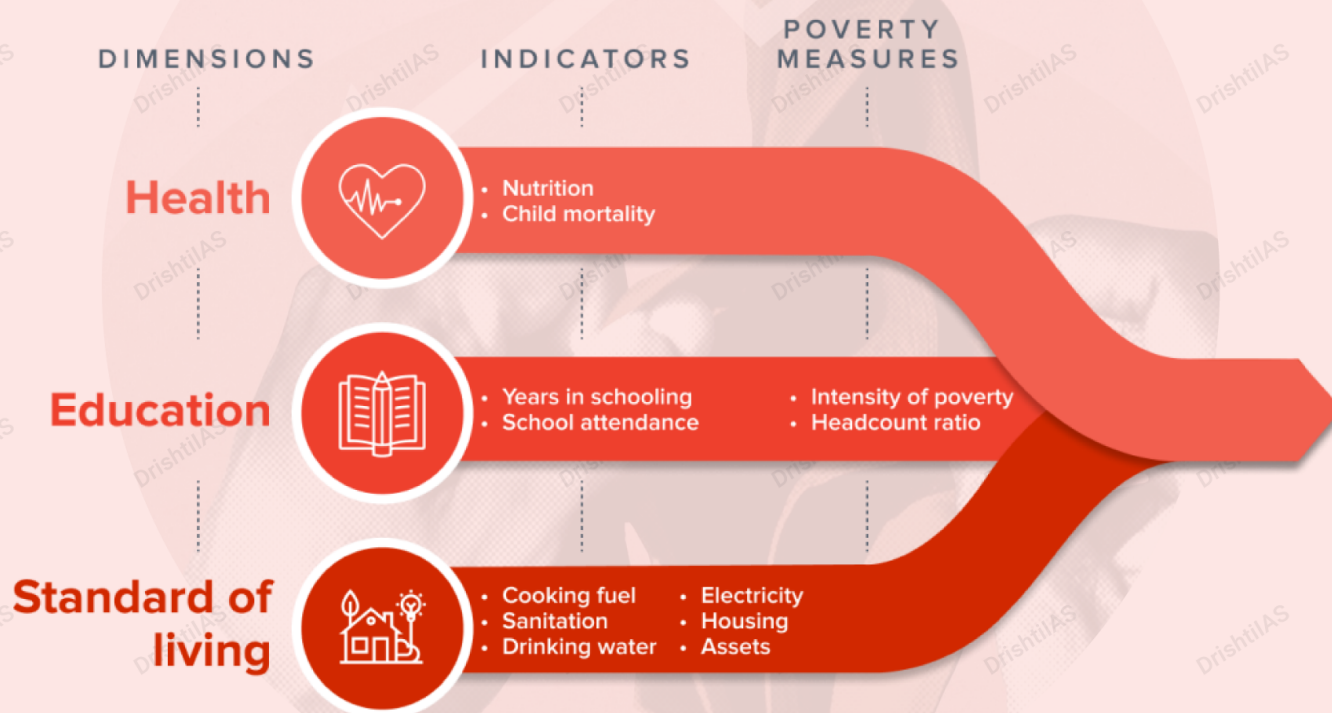 DIMENSIONS
INDICATORS
POVERTY
MEASURES
Health
• Nutrition
• Child mortality
Education
• Years in schooling
• School attendance
• Intensity of poverty
• Headcount ratio
Standard of
living
• Cooking fuel
• Sanitation
• Drinking water
• Electricity
• Housing
• Assets
DrishtiIAS